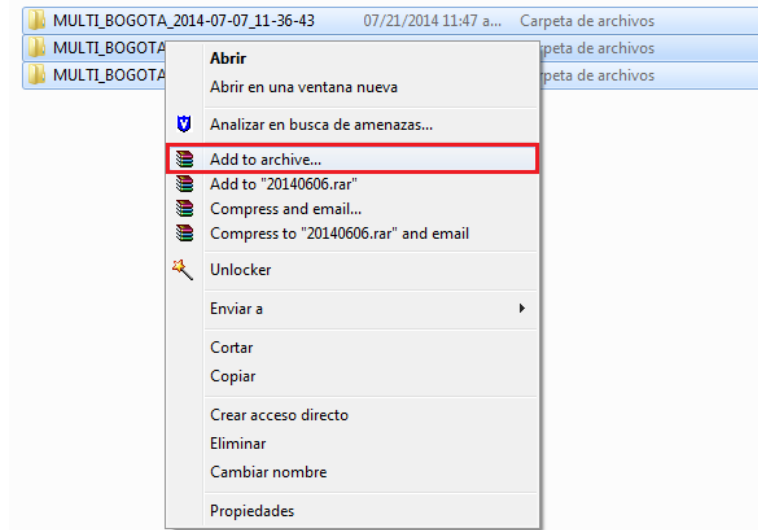 MULTI_BOGOTA_2014-07-07_11-36-43 07/21/2014 11:47 a... Carpeta de archivos
MULTI_BOGOTA peta de archivos
MULTI_BOGOTA peta de archivos
Abrir
Abrir en una ventana nueva
Analizar en busca de amenazas...
Add to archive...
Add to "20140606.rar"
Compress and email...
Compress to "20140606.rar" and email
Unlocker
Enviar a
Cortar
Copiar
Crear acceso directo
Eliminar
Cambiar nombre
Propiedades